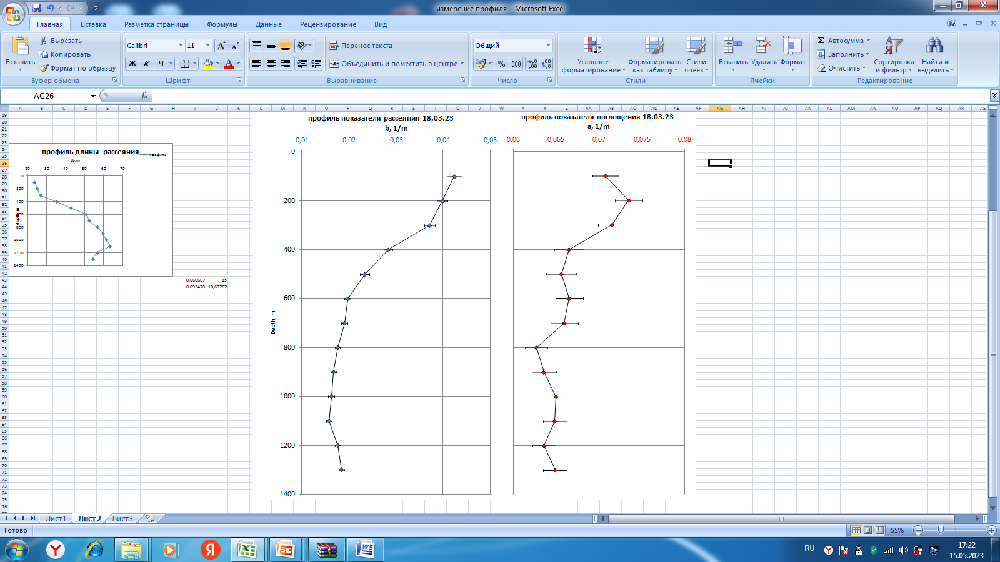 измерение профиля - Microsoft Excel
Главная Вставка Разметка страницы Формулы Данные Рецензирование Вид
Вставить
Вырезать
Копировать
Формат по образцу
Буфер обмена
Calibri 11
Ж К Ч
Шрифт
Перенос текста
Объединить и поместить в центре
Выравнивание
Общий
% 000
Число
Условное форматирование
Форматировать как таблицу
Стили ячеек
Стили
Вставить Удалить Формат
Ячейки
Σ Автосумма
Заполнить
Очистить
Сортировка и фильтр
Найти и выделить
Редактирование
AG26
fx
A B C D E F G H I J K L M N O P Q R S T U V W X Y Z AA AB AC AD AE AF AG AH AI AJ AK AL AM AN AO AP AQ AR AS
19
20
21
22
23
24
25
26
27
28
29
30
31
32
33
34
35
36
37
38
39
40
41
42
43
44
45
46
47
48
49
50
51
52
53
54
55
56
57
58
59
60
61
62
63
64
65
66
67
68
69
70
71
72
73
74
75
76
профиль длины рассеяния
профиль
Lb,m
20 30 40 50 60 70
0
200
400
600
800
1000
1200
1400
depth, m
0,066667 15
0,093478 10,69767
профиль показателя рассеяния 18.03.23
b, 1/m
0,01 0,02 0,03 0,04 0,05
0
200
400
600
800
1000
1200
1400
Depth, m
профиль показателя поглощения 18.03.23
a, 1/m
0,06 0,065 0,07 0,075 0,08
Лист1 Лист2 Лист3
Готово
55%
RU
17:22
15.05.2023